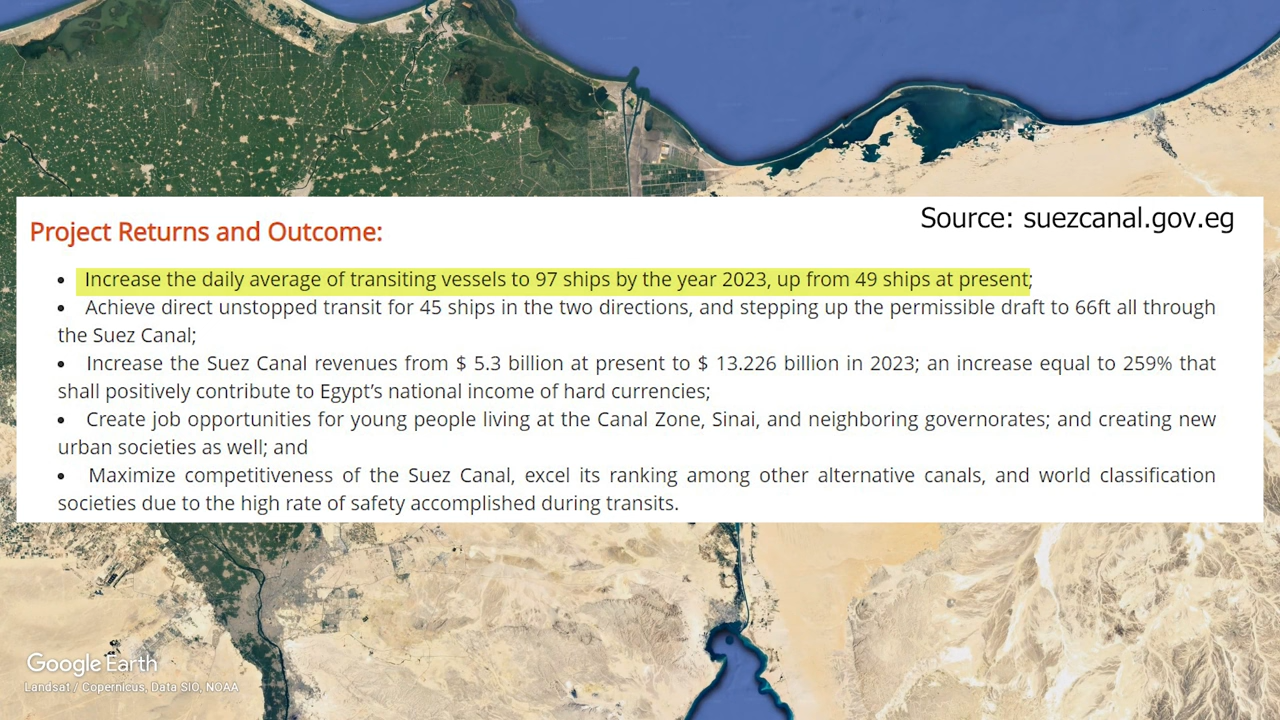 Source: suezcanal.gov.eg
Project Returns and Outcome:
• Increase the daily average of transiting vessels to 97 ships by the year 2023, up from 49 ships at present;
• Achieve direct unstopped transit for 45 ships in the two directions, and stepping up the permissible draft to 66ft all through
the Suez Canal;
• Increase the Suez Canal revenues from $ 5.3 billion at present to $ 13.226 billion in 2023; an increase equal to 259% that
shall positively contribute to Egypt’s national income of hard currencies;
• Create job opportunities for young people living at the Canal Zone, Sinai, and neighboring governorates; and creating new
urban societies as well; and
• Maximize competitiveness of the Suez Canal, excel its ranking among other alternative canals, and world classification
societies due to the high rate of safety accomplished during transits.
Google Earth
Landsat / Copernicus, Data SIO, NOAA